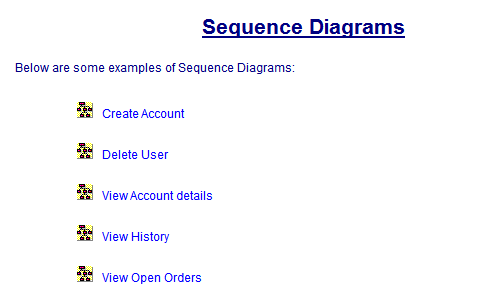 Sequence Diagrams
Below are some examples of Sequence Diagrams:
Create Account
Delete User
View Account details
View History
View Open Orders